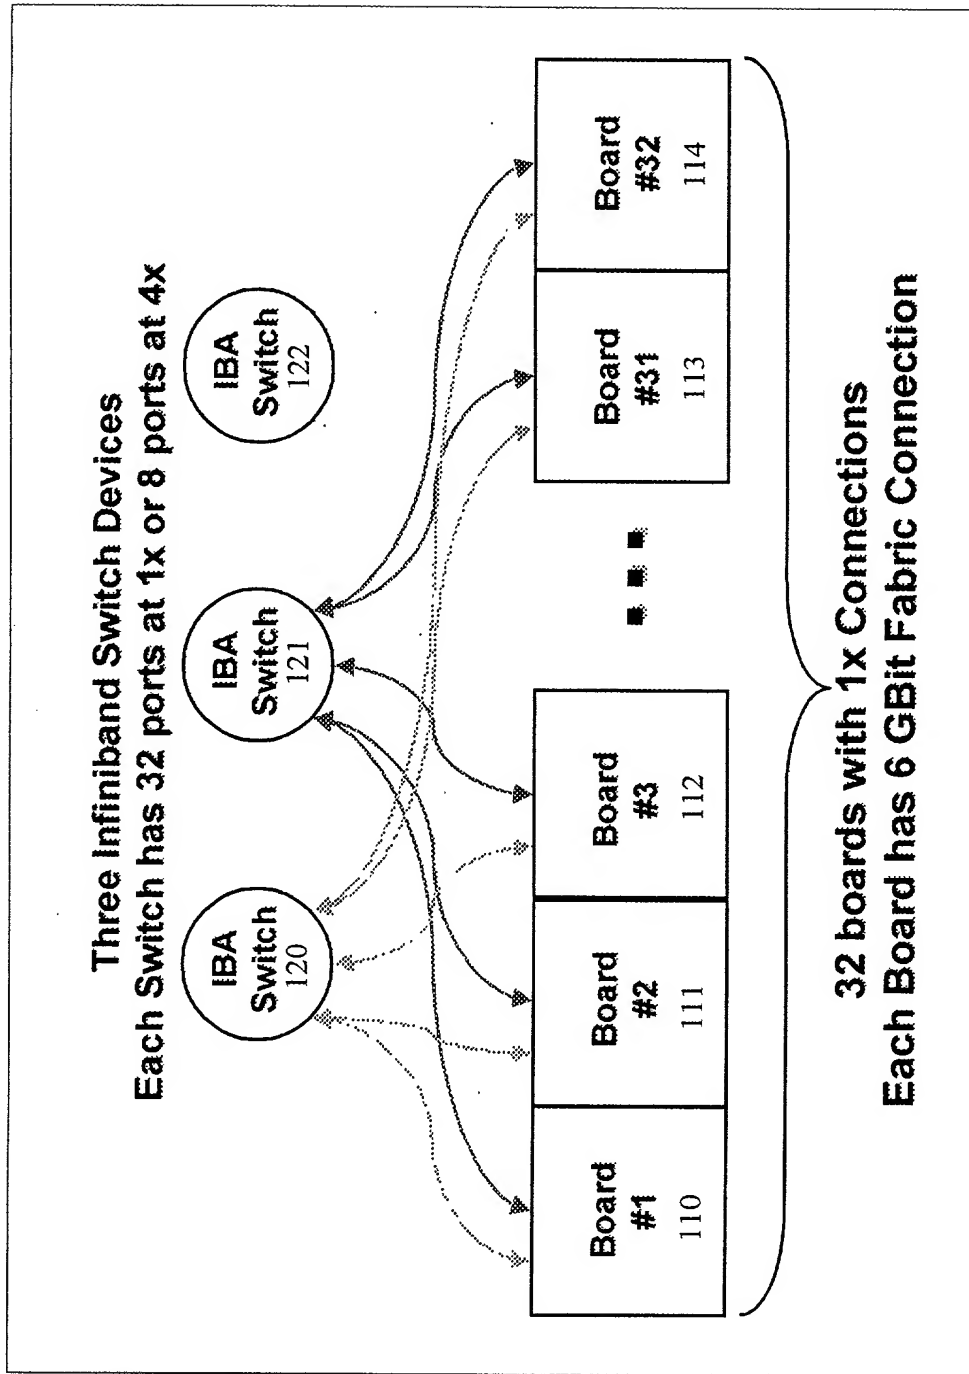 Three Infiniband Switch Devices
Each Switch has 32 ports at 1x or 8 ports at 4x
IBA
Switch
120
IBA
Switch
121
IBA
Switch
122
Board
#1
110
Board
#2
111
Board
#3
112
Board
#31
113
Board
#32
114
32 boards with 1x Connections
Each Board has 6 GBit Fabric Connection